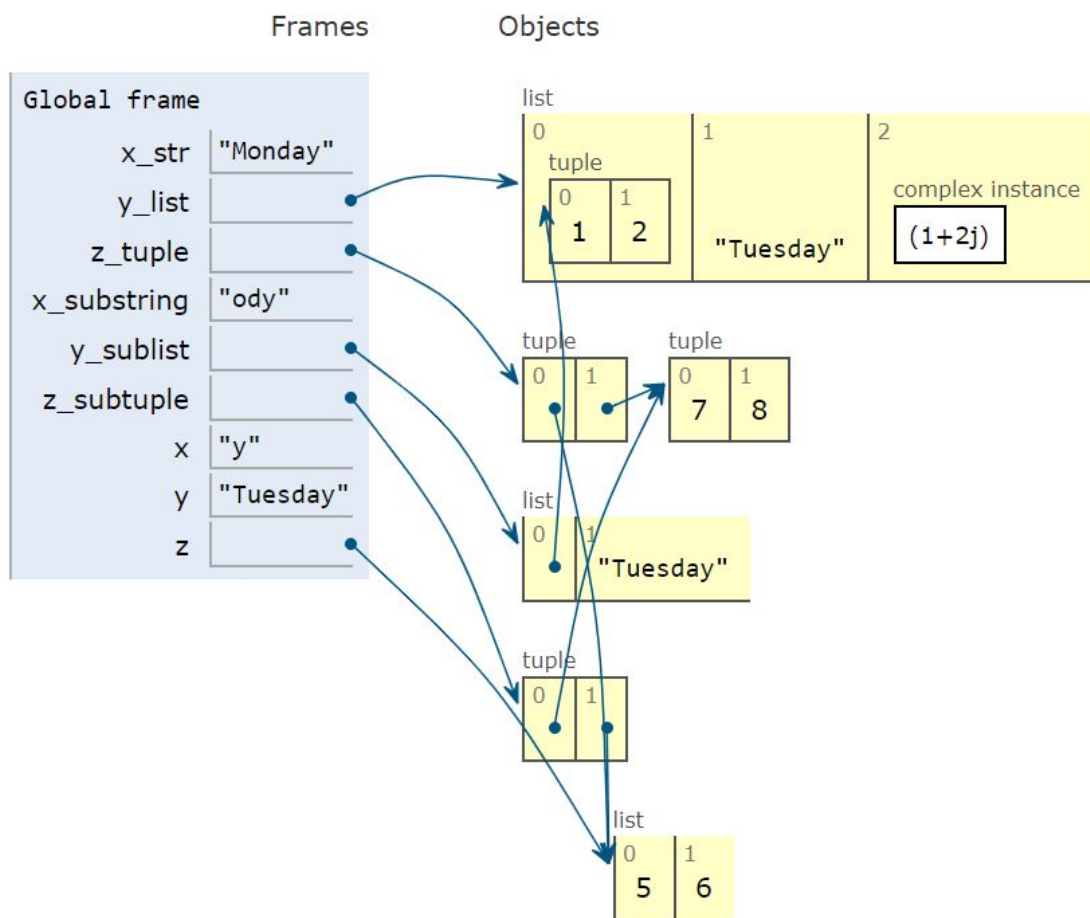 Frames Objects
Global frame
x_str "Monday"
y_list
z_tuple
x_substring "ody"
y_sublist
z_subtuple
x "y"
y "Tuesday"
z
list
0 1 2
tuple
0 1
1 2
"Tuesday"
complex instance
(1+2j)
tuple
0 1
tuple
0 1
7 8
list
0 1
"Tuesday"
tuple
0 1
list
0 1
5 6